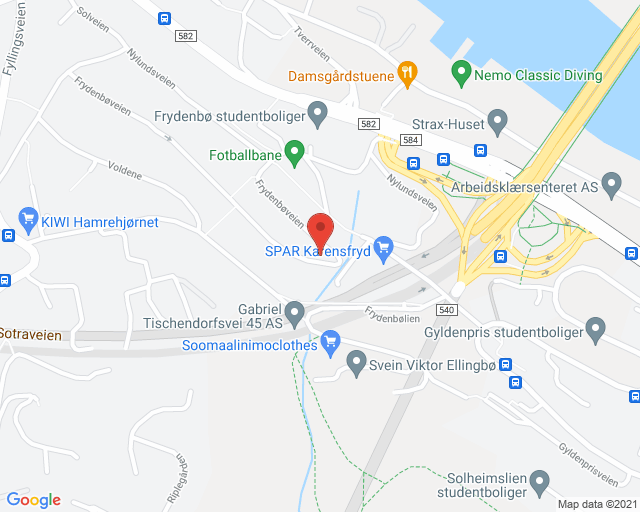 Fyllingsveien
Solveien
Nylundsveien
Frydenbøveien
582
Tverrveien
Damsgårdstuene
Nemo Classic Diving
Frydenbø studentboliger
582
Strax-Huset
584
Fotballbane
Voldene
Frydenbøveien
Nylundsveien
Arbeidsklærsenteret AS
KIWI Hamrehjørnet
SPAR Karensfryd
Gabriel
Tischendorfsvei 45 AS
Frydenbølien
540
Sotraveien
Soomaalinimoclothes
Gyldenpris studentboliger
Svein Viktor Ellingbø
Gyldenprisveien
Riplegården
Solheimslien
studentboliger
Google
Map data ©2021